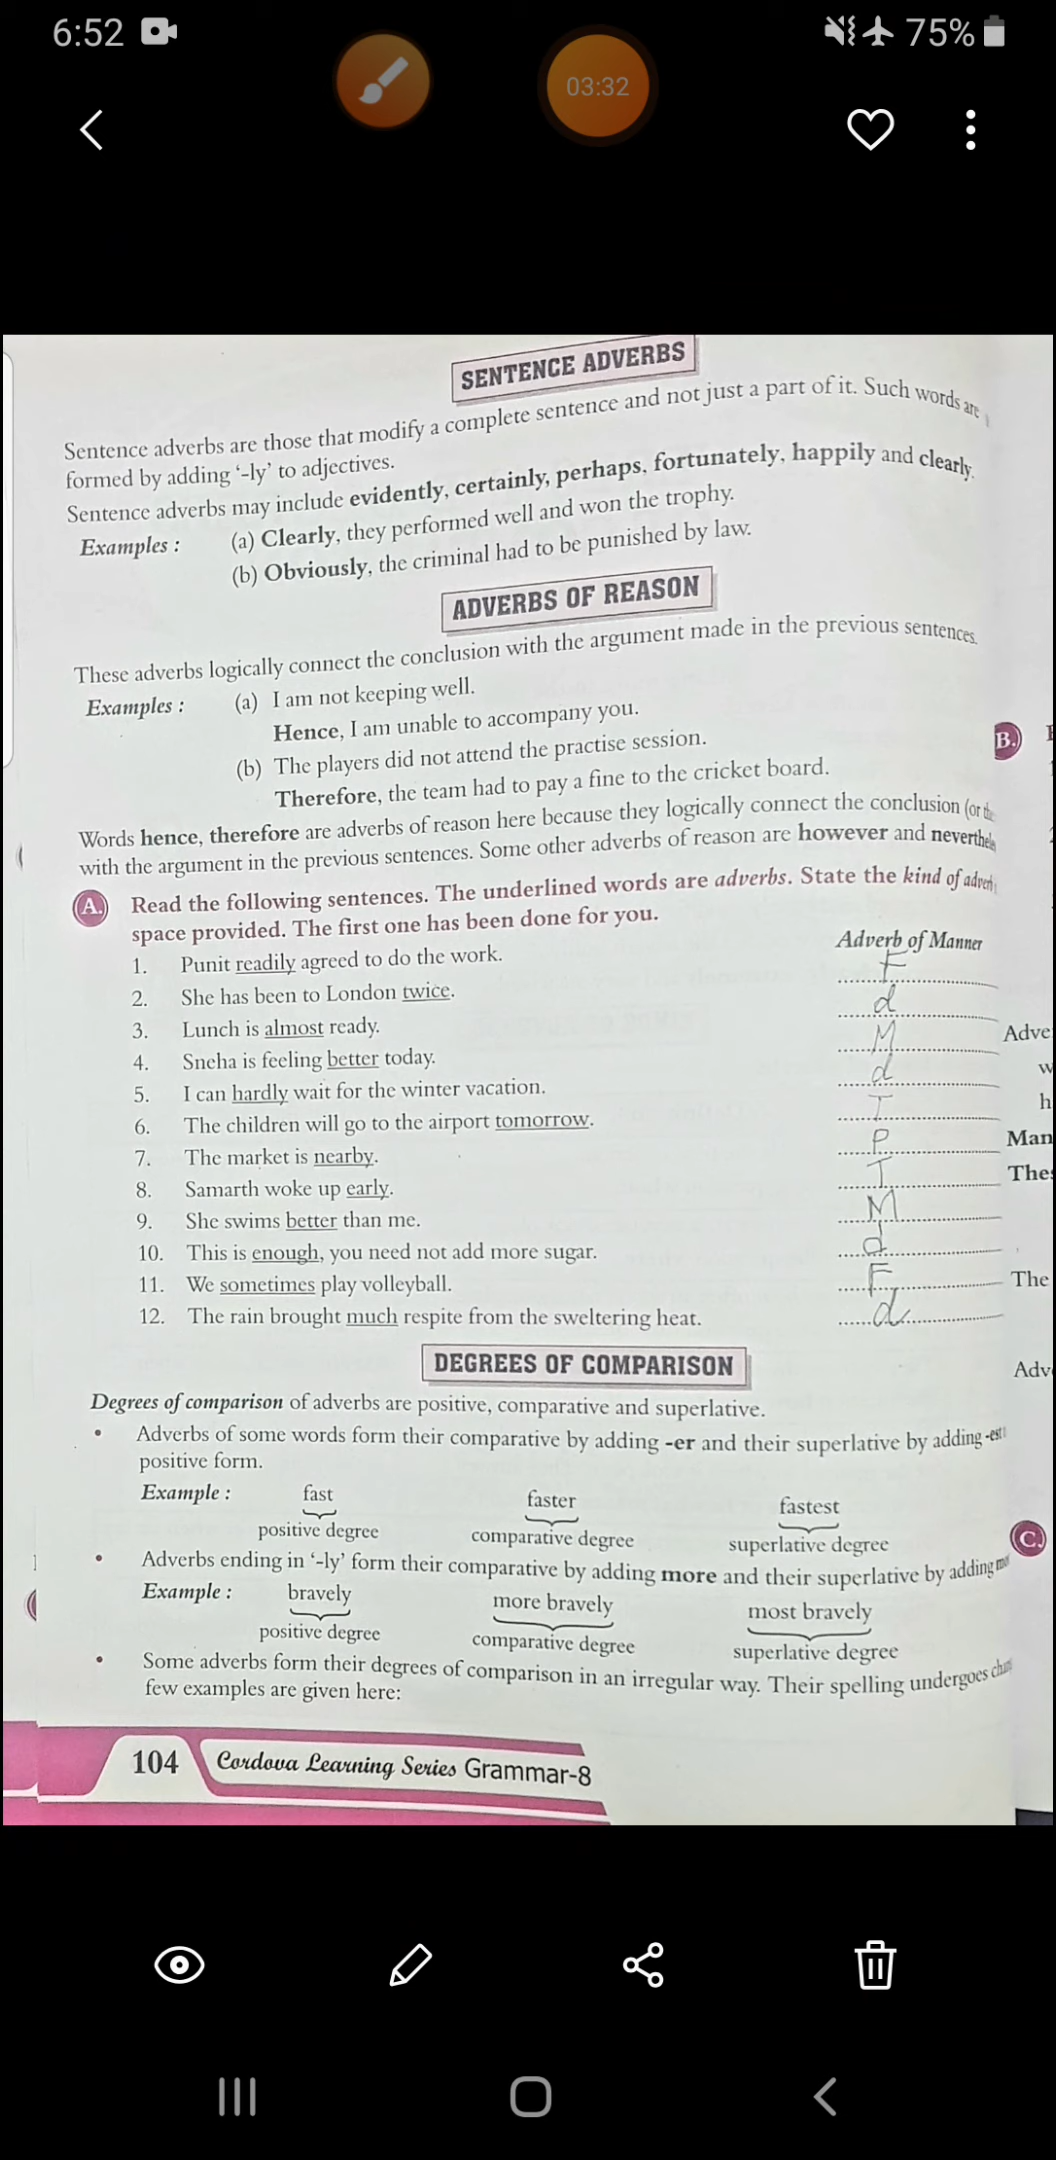 6:52
75%
03:32
SENTENCE ADVERBS
Sentence adverbs are those that modify a complete sentence and not just a part of it. Such words are
formed by adding ‘-ly’ to adjectives.
Sentence adverbs may include evidently, certainly, perhaps, fortunately, happily and clearly.
Examples : (a) Clearly, they performed well and won the trophy.
(b) Obviously, the criminal had to be punished by law.
ADVERBS OF REASON
These adverbs logically connect the conclusion with the argument made in the previous sentences.
Examples : (a) I am not keeping well.
Hence, I am unable to accompany you.
(b) The players did not attend the practise session.
Therefore, the team had to pay a fine to the cricket board.
B.
Words hence, therefore are adverbs of reason here because they logically connect the conclusion (or the
with the argument in the previous sentences. Some other adverbs of reason are however and neverthele
A. Read the following sentences. The underlined words are adverbs. State the kind of adverb
space provided. The first one has been done for you.
1. Punit readily agreed to do the work. Adverb of Manner
2. She has been to London twice. F
3. Lunch is almost ready. d
4. Sneha is feeling better today. M
5. I can hardly wait for the winter vacation. d
6. The children will go to the airport tomorrow. T
7. The market is nearby. P
8. Samarth woke up early. T
9. She swims better than me. M
10. This is enough, you need not add more sugar. d
11. We sometimes play volleyball. F
12. The rain brought much respite from the sweltering heat. d
Adve
w
h
Man
Thes
The
Adv
DEGREES OF COMPARISON
Degrees of comparison of adverbs are positive, comparative and superlative.
• Adverbs of some words form their comparative by adding -er and their superlative by adding -est
positive form.
Example : fast faster fastest
positive degree comparative degree superlative degree
C.
• Adverbs ending in ‘-ly’ form their comparative by adding more and their superlative by adding mo
Example : bravely more bravely most bravely
positive degree comparative degree superlative degree
• Some adverbs form their degrees of comparison in an irregular way. Their spelling undergoes
few examples are given here:
104 Cordova Learning Series Grammar-8